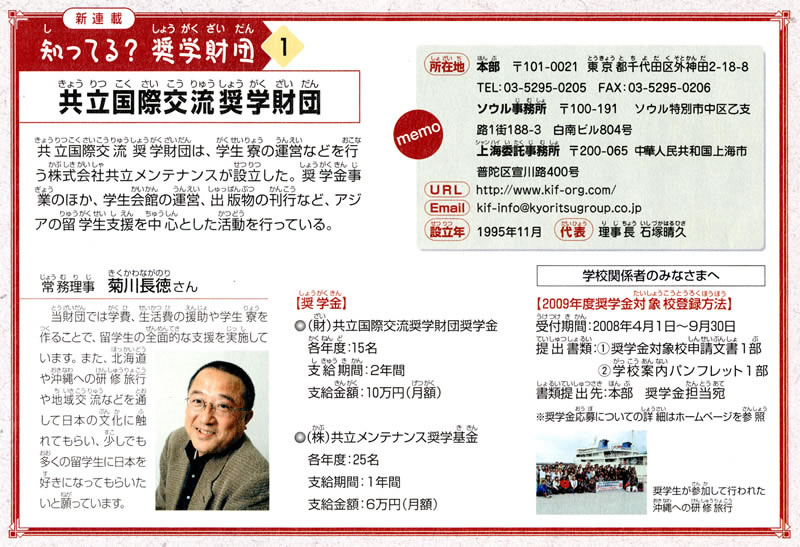 新連載
知ってる? 奨学財団 1
共立国際交流奨学財団
共立国際交流奨学財団は、学生寮の運営などを行
う株式会社共立メンテナンスが設立した。奨学金事
業のほか、学生会館の運営、出版物の刊行など、アジ
アの留学生支援を中心とした活動を行っている。
memo
所在地 本部 〒101-0021 東京都千代田区外神田2-18-8
TEL:03-5295-0205 FAX:03-5295-0206
ソウル事務所 〒100-191 ソウル特別市中区乙支
路1街188-3 白南ビル804号
上海委託事務所 〒200-065 中華人民共和国上海市
普陀区宣川路400号
URL http://www.kif-org.com/
Email kif-info@kyoritsugroup.co.jp
設立年 1995年11月 代表 理事長 石塚晴久
常務理事 菊川長徳さん
当財団では学費、生活費の援助や学生寮を
作ることで、留学生の全面的な支援を実施して
います。また、北海道
や沖縄への研修旅行
や地域交流などを通
して日本の文化に触
れてもらい、少しでも
多くの留学生に日本を
好きになってもらいた
いと願っています。
【奨学金】
◎(財)共立国際交流奨学財団奨学金
各年度:15名
支給期間:2年間
支給金額:10万円(月額)
◎(株)共立メンテナンス奨学基金
各年度:25名
支給期間:1年間
支給金額:6万円(月額)
学校関係者のみなさまへ
【2009年度奨学金対象校登録方法】
受付期間:2008年4月1日~9月30日
提出書類:①奨学金対象校申請文書1部
②学校案内パンフレット1部
書類提出先:本部 奨学金担当宛
※奨学金応募についての詳細はホームページを参照
奨学生が参加して行われた
沖縄への研修旅行